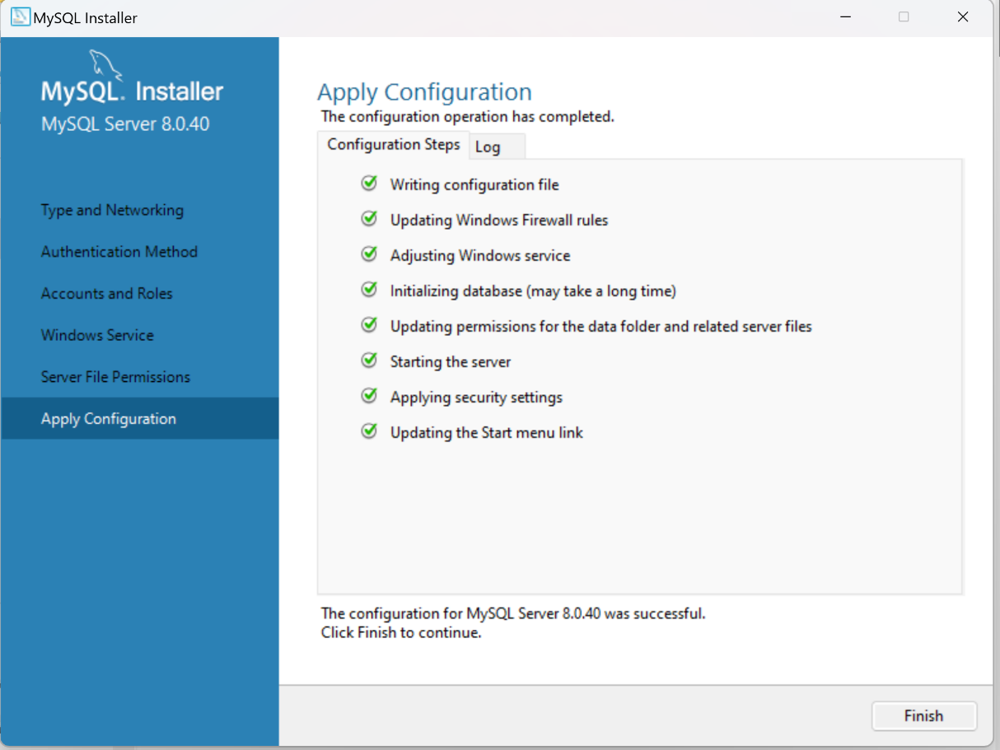 MySQL Installer
MySQL. Installer
MySQL Server 8.0.40
Type and Networking
Authentication Method
Accounts and Roles
Windows Service
Server File Permissions
Apply Configuration
Apply Configuration
The configuration operation has completed.
Configuration Steps
Log
Writing configuration file
Updating Windows Firewall rules
Adjusting Windows service
Initializing database (may take a long time)
Updating permissions for the data folder and related server files
Starting the server
Applying security settings
Updating the Start menu link
The configuration for MySQL Server 8.0.40 was successful.
Click Finish to continue.
Finish